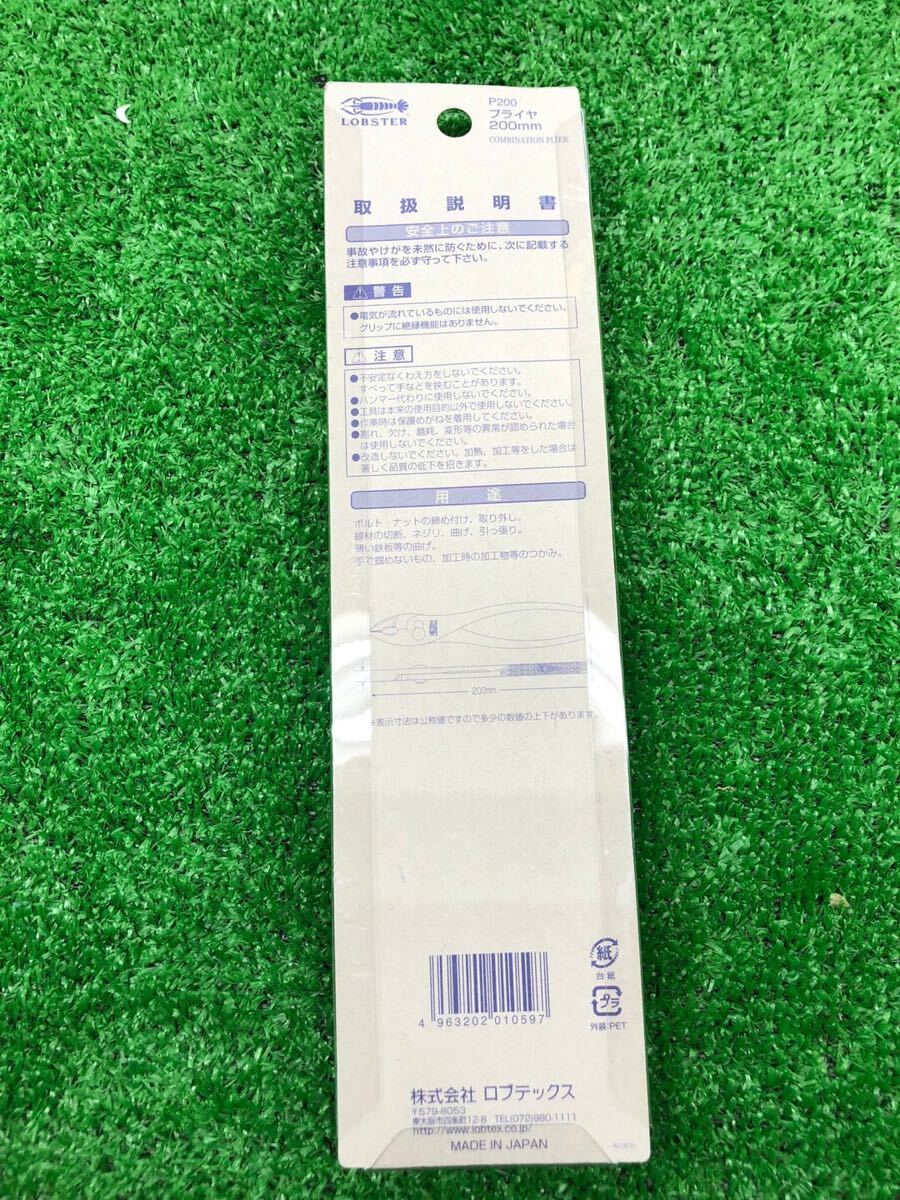 LOBSTER
P200
プライヤ
200mm
COMBINATION PLIER
取扱説明書
安全上のご注意
事故やけがを未然に防ぐために、次に記載する
注意事項を必ず守って下さい。
警告
●電気が流れているものには使用しないでください。
グリップに絶縁機能はありません。
注意
●不安定なくわえ方をしないでください。
すべって手などを挟むことがあります。
●ハンマー代わりに使用しないでください。
●工具は本来の使用目的以外で使用しないでください。
●作業時は保護めがねを着用してください。
●割れ、欠け、磨耗、変形等の異常が認められた場合
は使用しないでください。
●改造しないでください。加熱、加工等をした場合は
著しく品質の低下を招きます。
用途
ボルト・ナットの締め付け、取り外し。
線材の切断、ネジリ、曲げ、引っ張り。
薄い鉄板等の曲げ。
手で掴めないもの、加工時の加工物等のつかみ。
200mm
※表示寸法は公称値ですので多少の数値の上下があります。
紙
台紙
プラ
外装:PET
4 963202 010597
株式会社 ロブテックス
〒579-8053
東大阪市四条町12-8 TEL(072)980-1111
http://www.lobtex.co.jp/
MADE IN JAPAN